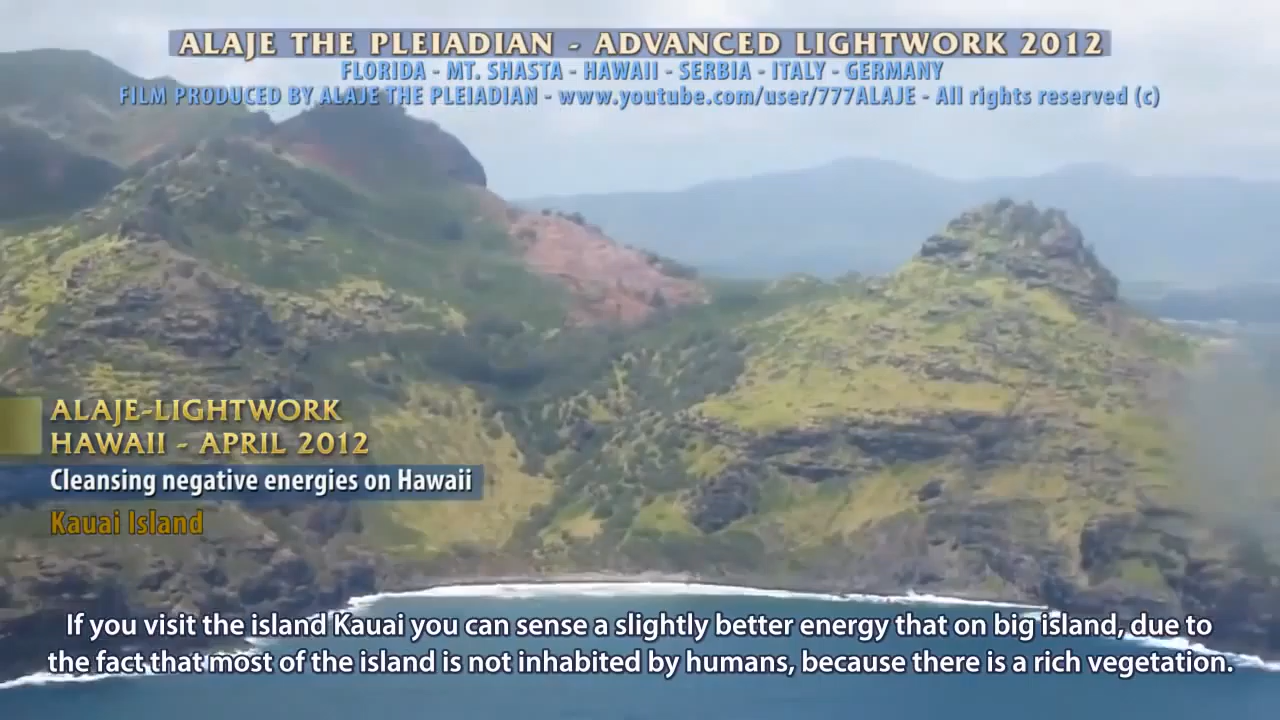 ALAJE THE PLEIADIAN - ADVANCED LIGHTWORK 2012
FLORIDA - MT. SHASTA - HAWAII - SERBIA - ITALY - GERMANY
FILM PRODUCED BY ALAJE THE PLEIADIAN - www.youtube.com/user/777ALAJE - All rights reserved (c)
ALAJE-LIGHTWORK
HAWAII - APRIL 2012
Cleansing negative energies on Hawaii
Kauai Island
If you visit the island Kauai you can sense a slightly better energy that on big island, due to
the fact that most of the island is not inhabited by humans, because there is a rich vegetation.